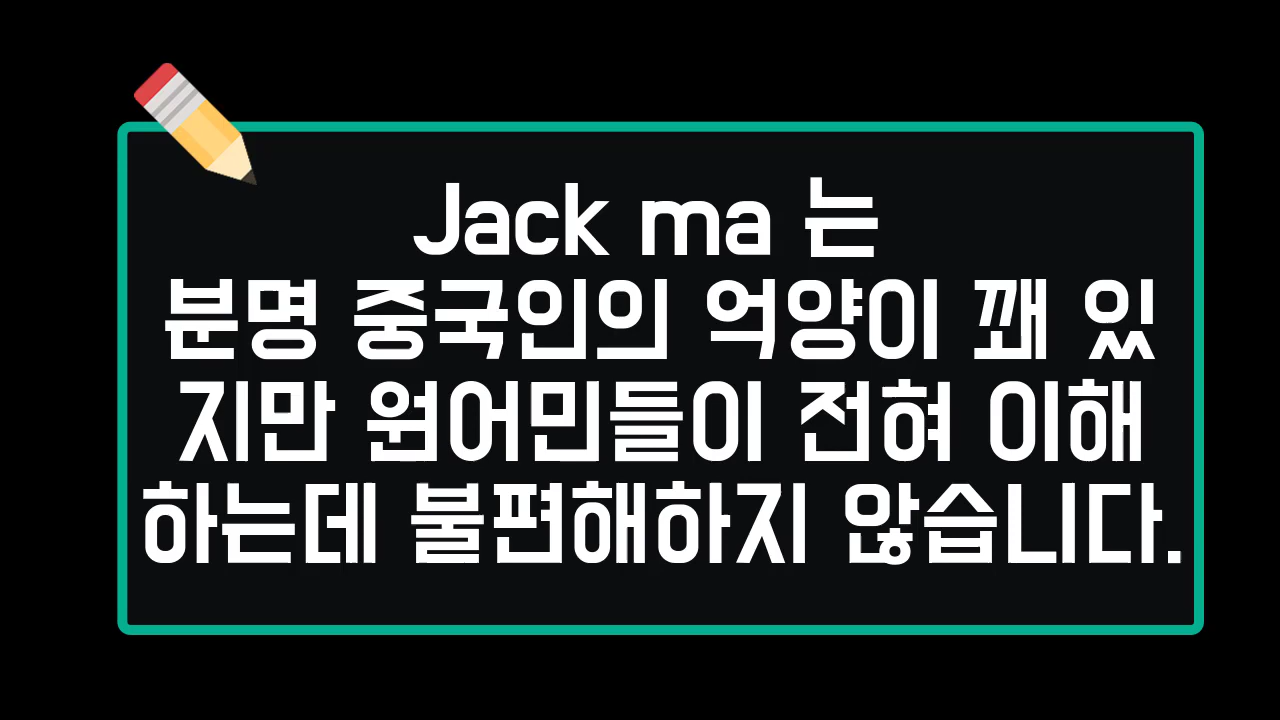 Jack ma 는
분명 중국인의 억양이 꽤 있
지만 원어민들이 전혀 이해
하는데 불편해하지 않습니다.